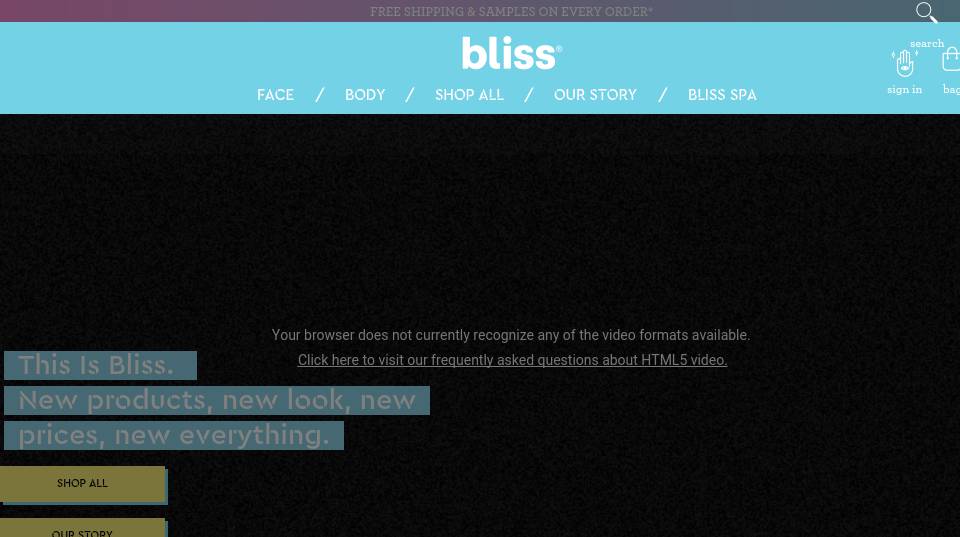 FREE SHIPPING & SAMPLES ON EVERY ORDER*
bliss®
search
sign in
bag
FACE / BODY / SHOP ALL / OUR STORY / BLISS SPA
Your browser does not currently recognize any of the video formats available.
Click here to visit our frequently asked questions about HTML5 video.
This Is Bliss.
New products, new look, new
prices, new everything.
SHOP ALL
OUR STORY